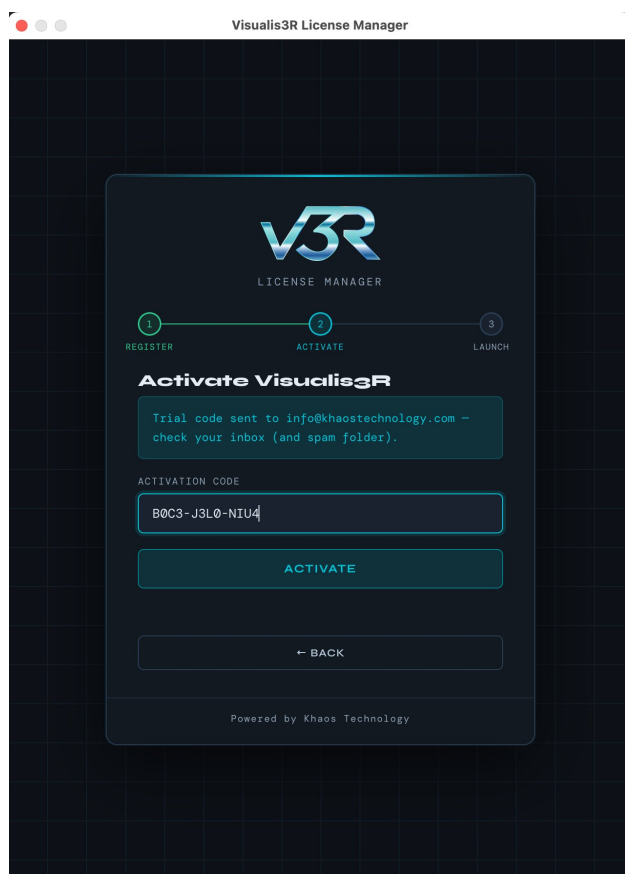 Visualis3R License Manager
V3R
LICENSE MANAGER
1
2
3
REGISTER
ACTIVATE
LAUNCH
Activate Visualis3R
Trial code sent to info@khaostechnology.com —
check your inbox (and spam folder).
ACTIVATION CODE
B0C3-J3L0-NIU4
ACTIVATE
← BACK
Powered by Khaos Technology